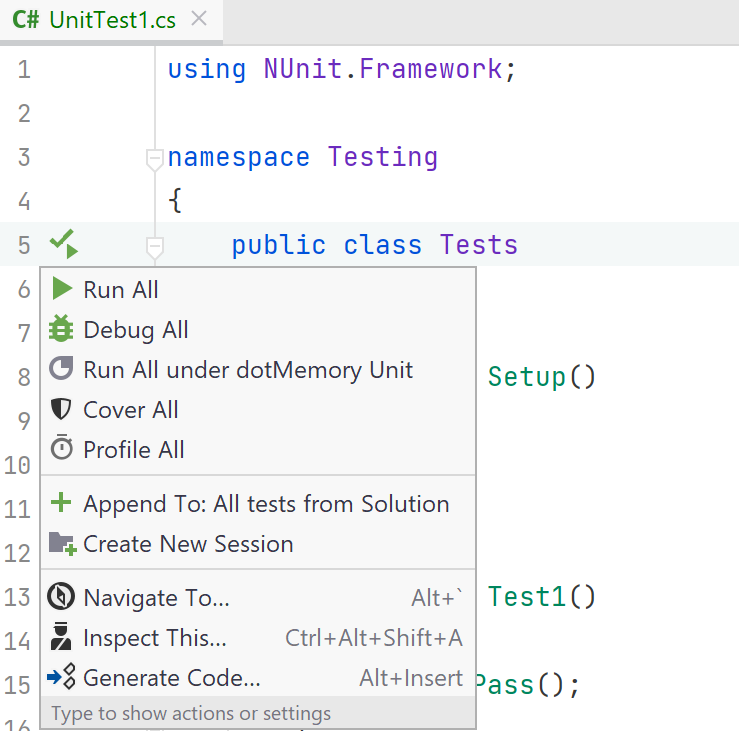 C# UnitTest1.cs
1 using NUnit.Framework;
2
3 namespace Testing
4 {
5 public class Tests
6
7
8 Setup()
9
10
11
12
13 Test1()
14
15 Pass();
16
Run All
Debug All
Run All under dotMemory Unit
Cover All
Profile All
Append To: All tests from Solution
Create New Session
Navigate To... Alt+`
Inspect This... Ctrl+Alt+Shift+A
Generate Code... Alt+Insert
Type to show actions or settings